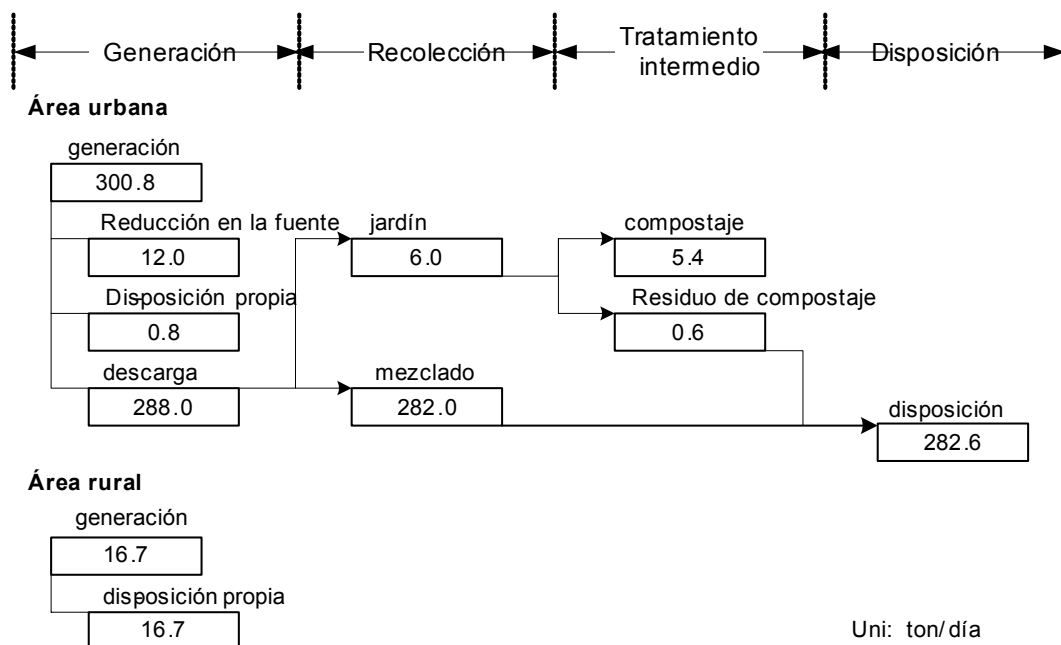 Generación Recolección Tratamiento intermedio Disposición
Área urbana
generación
300.8
Reducción en la fuente jardín compostaje
12.0 6.0 5.4
Disposición propia Residuo de compostaje
0.8 0.6
descarga mezclado
288.0 282.0
disposición
282.6
Área rural
generación
16.7
disposición propia
16.7
Uni: ton/día